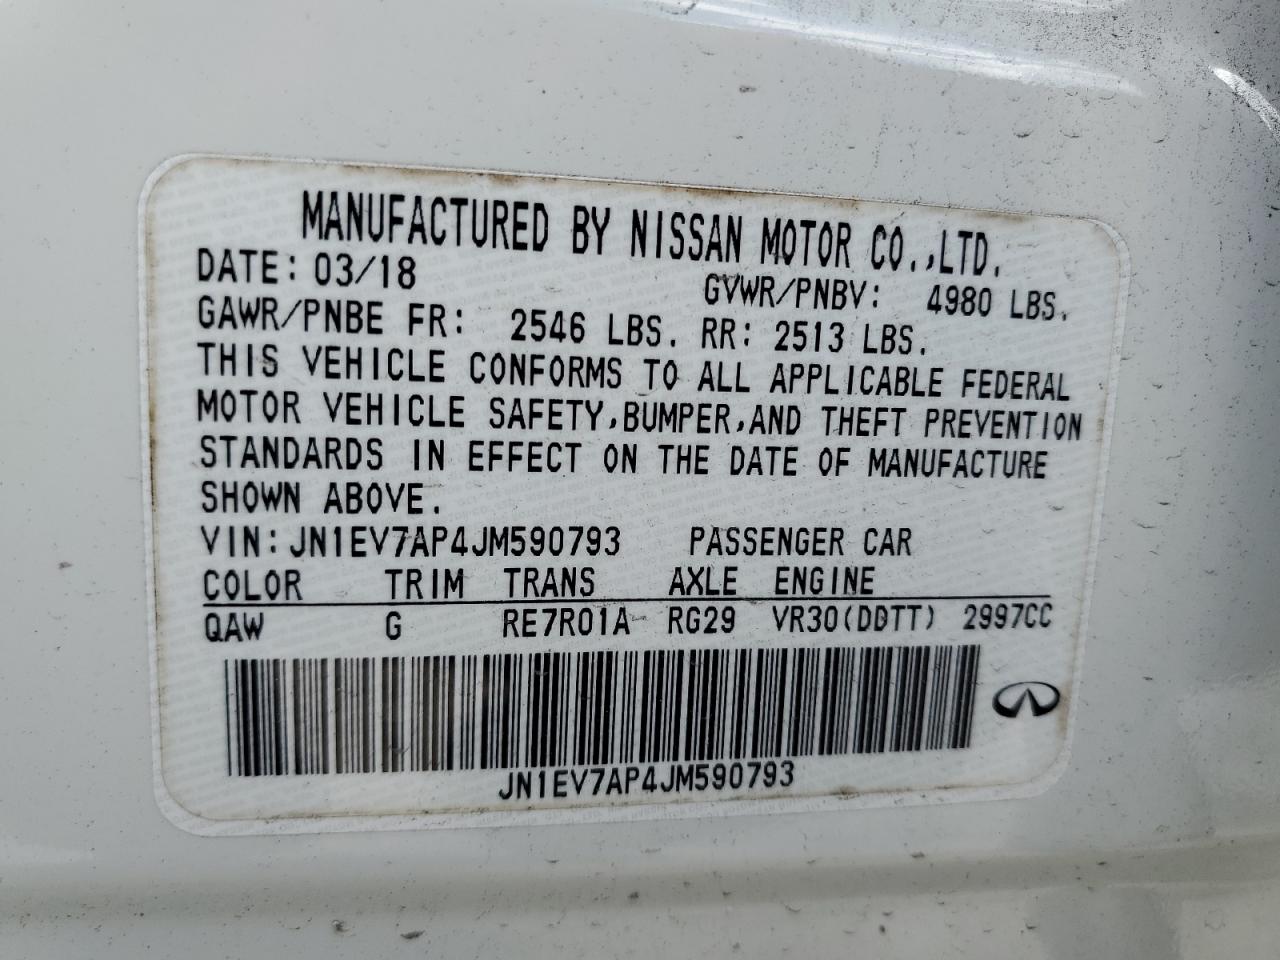 MANUFACTURED BY NISSAN MOTOR CO.,LTD.
DATE: 03/18 GVWR/PNBV: 4980 LBS.
GAWR/PNBE FR: 2546 LBS. RR: 2513 LBS.
THIS VEHICLE CONFORMS TO ALL APPLICABLE FEDERAL
MOTOR VEHICLE SAFETY,BUMPER,AND THEFT PREVENTION
STANDARDS IN EFFECT ON THE DATE OF MANUFACTURE
SHOWN ABOVE.
VIN: JN1EV7AP4JM590793 PASSENGER CAR
COLOR TRIM TRANS AXLE ENGINE
QAW G RE7R01A RG29 VR30(DDTT) 2997CC
JN1EV7AP4JM590793